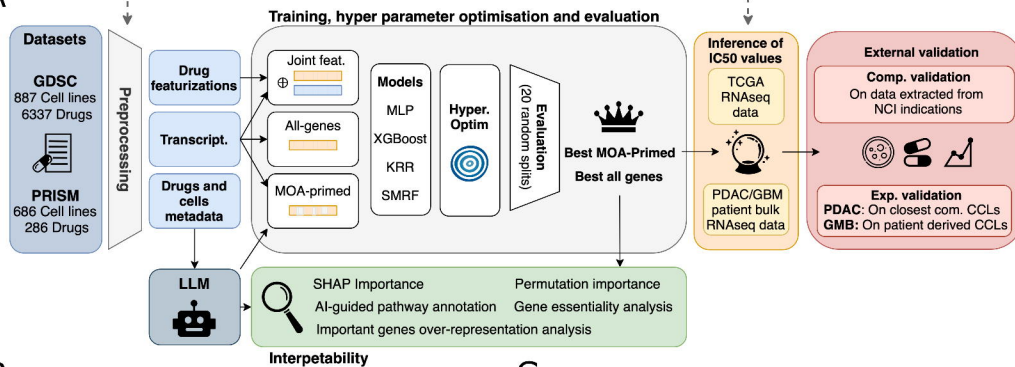 Training, hyper parameter optimisation and evaluation
Datasets
GDSC
887 Cell lines
6337 Drugs
PRISM
686 Cell lines
286 Drugs
Preprocessing
Drug
featurizations
Transcript.
Drugs and
cells
metadata
LLM
Joint feat.
⊕
All-genes
MOA-primed
Models
MLP
XGBoost
KRR
SMRF
Hyper.
Optim
Evaluation
(20 random splits)
Best MOA-Primed
Best all genes
SHAP Importance
Permutation importance
AI-guided pathway annotation
Gene essentiality analysis
Important genes over-representation analysis
Interpetability
Inference of
IC50 values
TCGA
RNAseq
data
PDAC/GBM
patient bulk
RNAseq data
External validation
Comp. validation
On data extracted from
NCI indications
Exp. validation
PDAC: On closest com. CCLs
GMB: On patient derived CCLs